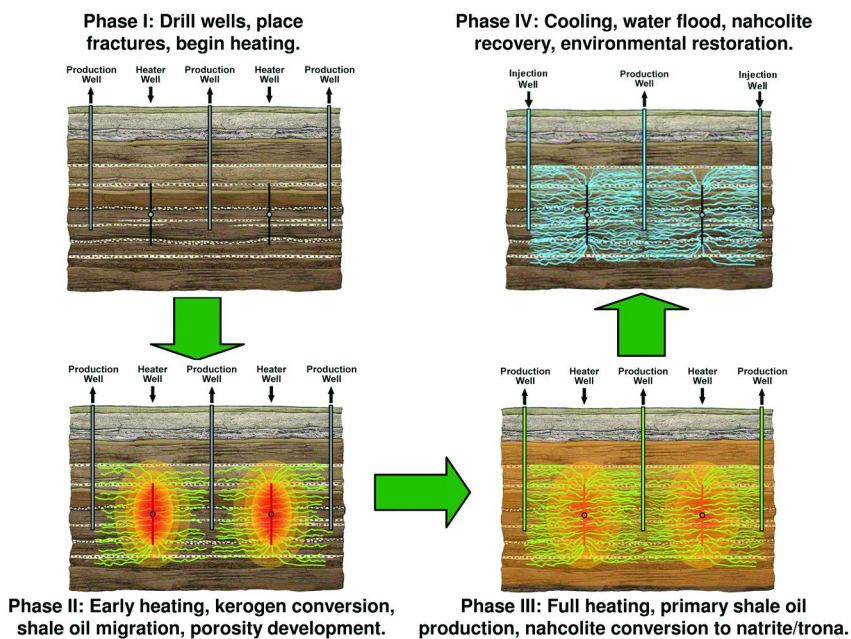 Phase I: Drill wells, place
fractures, begin heating.
Production Well
Heater Well
Production Well
Heater Well
Production Well
Phase IV: Cooling, water flood, nahcolite
recovery, environmental restoration.
Injection Well
Production Well
Injection Well
Production Well
Heater Well
Production Well
Heater Well
Production Well
Phase II: Early heating, kerogen conversion,
shale oil migration, porosity development.
Production Well
Heater Well
Production Well
Heater Well
Production Well
Phase III: Full heating, primary shale oil
production, nahcolite conversion to natrite/trona.